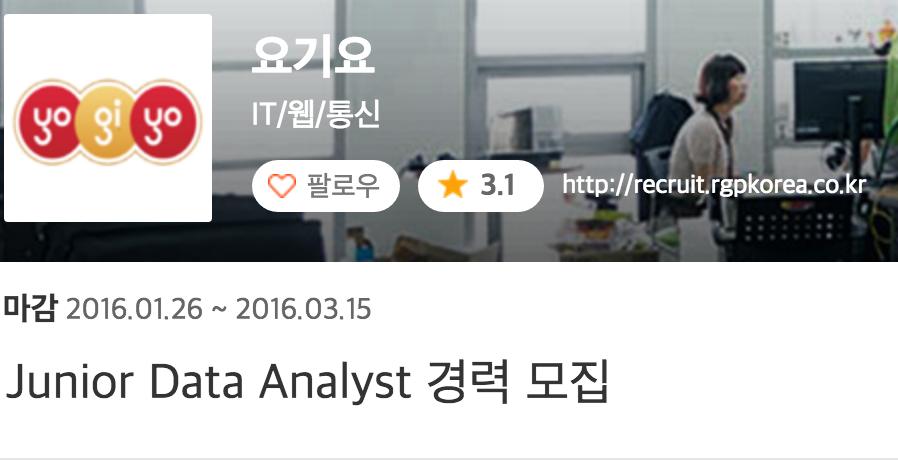 yo gi yo
요기요
IT/웹/통신
팔로우
3.1
http://recruit.rgpkorea.co.kr
마감 2016.01.26 ~ 2016.03.15
Junior Data Analyst 경력 모집